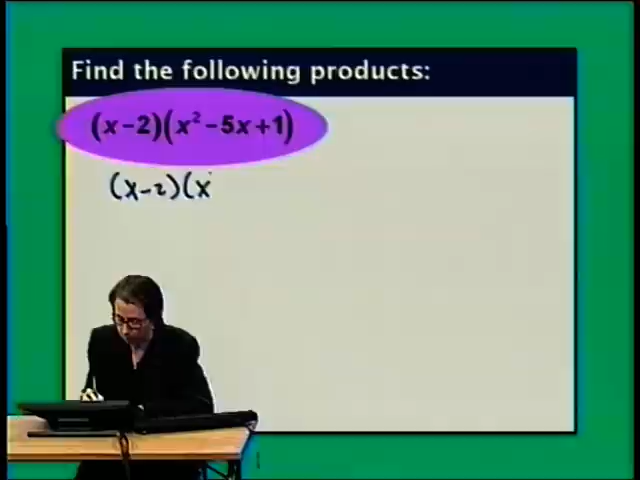 Find the following products:
(x-2)(x²-5x+1)
(x-2)(x